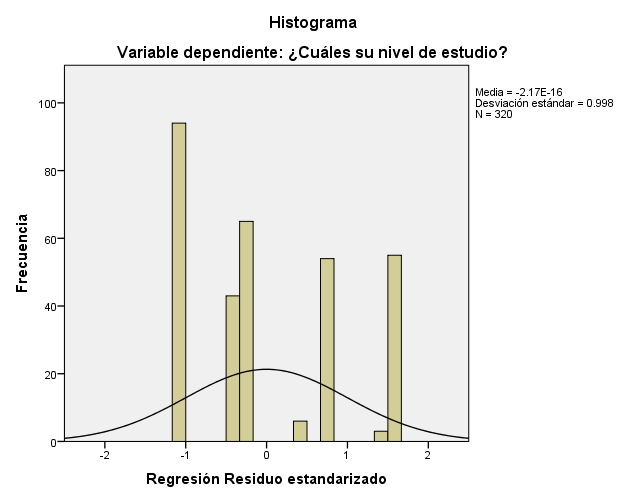 Histograma
Variable dependiente: ¿Cuáles su nivel de estudio?
Media = -2.17E-16
Desviación estándar = 0.998
N = 320
100
80
60
40
20
0
Frecuencia
-2 -1 0 1 2
Regresión Residuo estandarizado